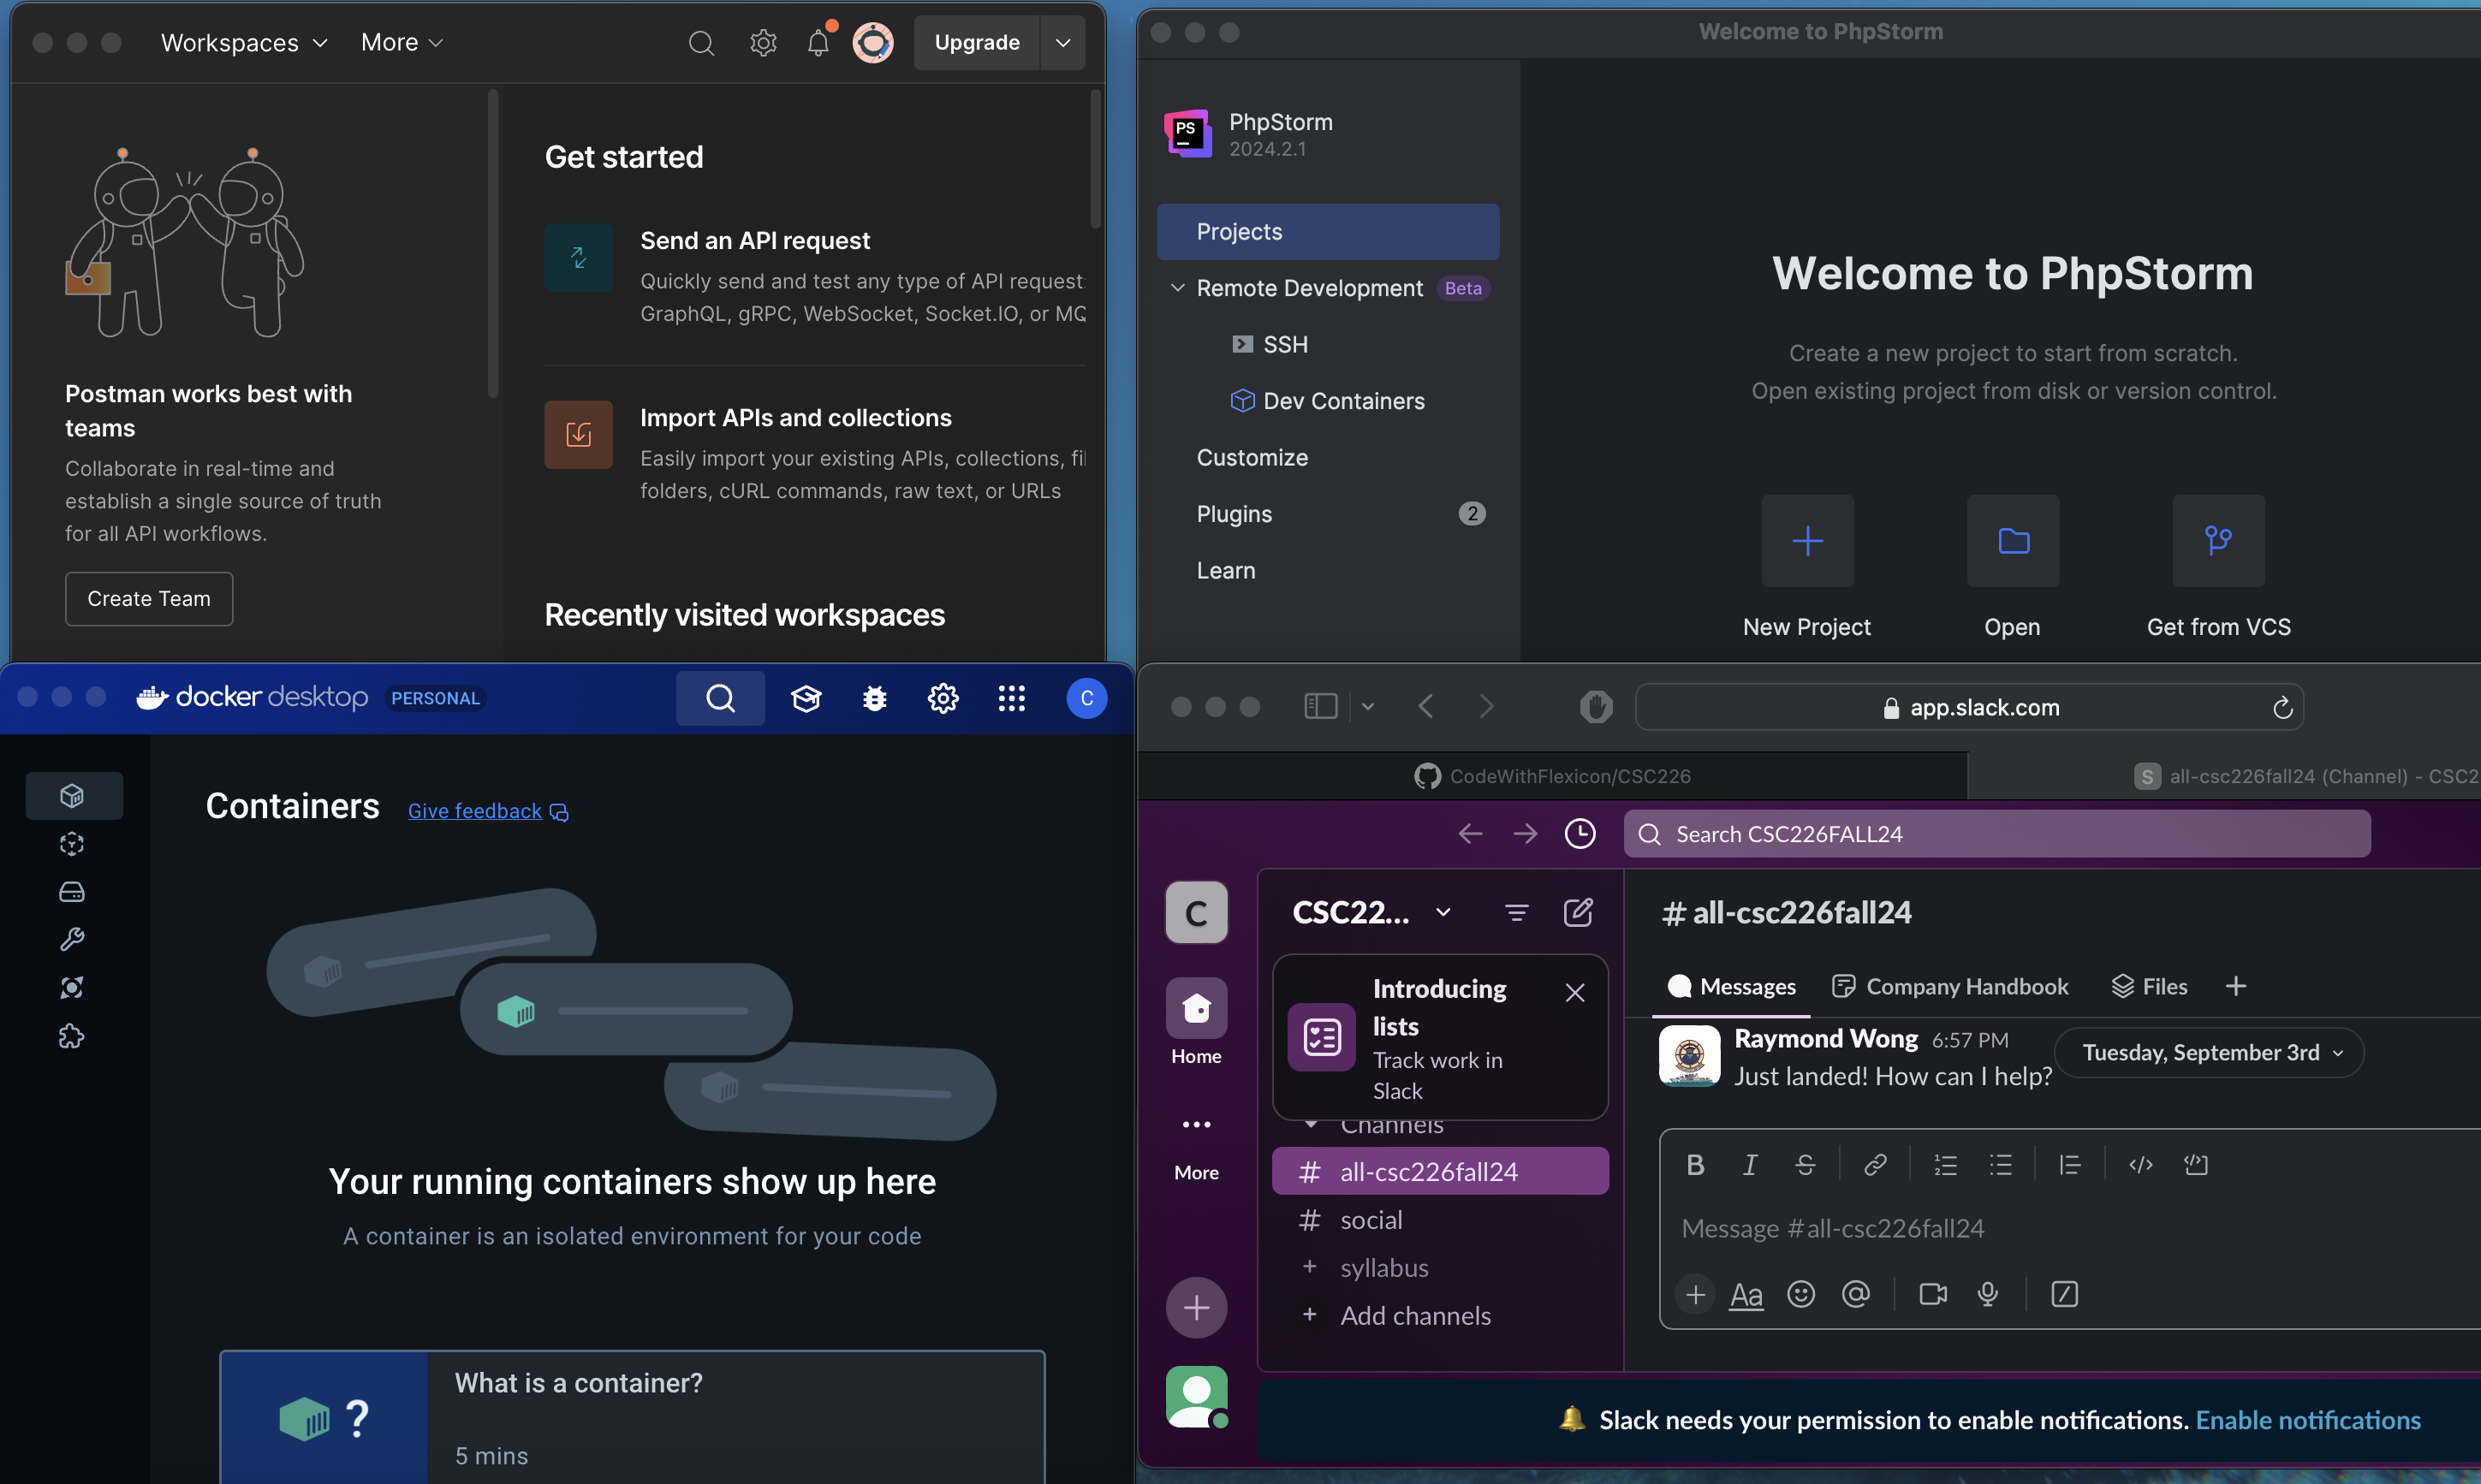 Workspaces More Upgrade
Get started
Send an API request
Quickly send and test any type of API request
GraphQL, gRPC, WebSocket, Socket.IO, or MQ
Import APIs and collections
Easily import your existing APIs, collections, fil
folders, cURL commands, raw text, or URLs
Recently visited workspaces
Postman works best with
teams
Collaborate in real-time and
establish a single source of truth
for all API workflows.
Create Team
Welcome to PhpStorm
PS
PhpStorm
2024.2.1
Projects
Remote Development Beta
SSH
Dev Containers
Customize
Plugins 2
Learn
Welcome to PhpStorm
Create a new project to start from scratch.
Open existing project from disk or version control.
New Project Open Get from VCS
docker desktop PERSONAL C
Containers Give feedback
Your running containers show up here
A container is an isolated environment for your code
What is a container?
?
5 mins
app.slack.com
CodeWithFlexicon/CSC226
S all-csc226fall24 (Channel) - CSC2
Search CSC226FALL24
C
Home
More
CSC22...
Introducing
lists
Track work in
Slack
Channels
# all-csc226fall24
# social
+ syllabus
+ Add channels
# all-csc226fall24
Messages Company Handbook Files +
Raymond Wong 6:57 PM
Tuesday, September 3rd
Just landed! How can I help?
B I S
Message #all-csc226fall24
+ Aa @
Slack needs your permission to enable notifications. Enable notifications